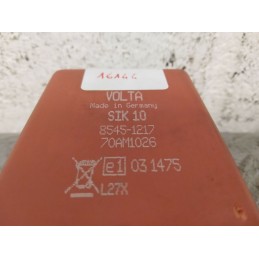 VOLTA
Made in Germany
SIK 10
8545-1217
70AM1026
e1 031475
L27X